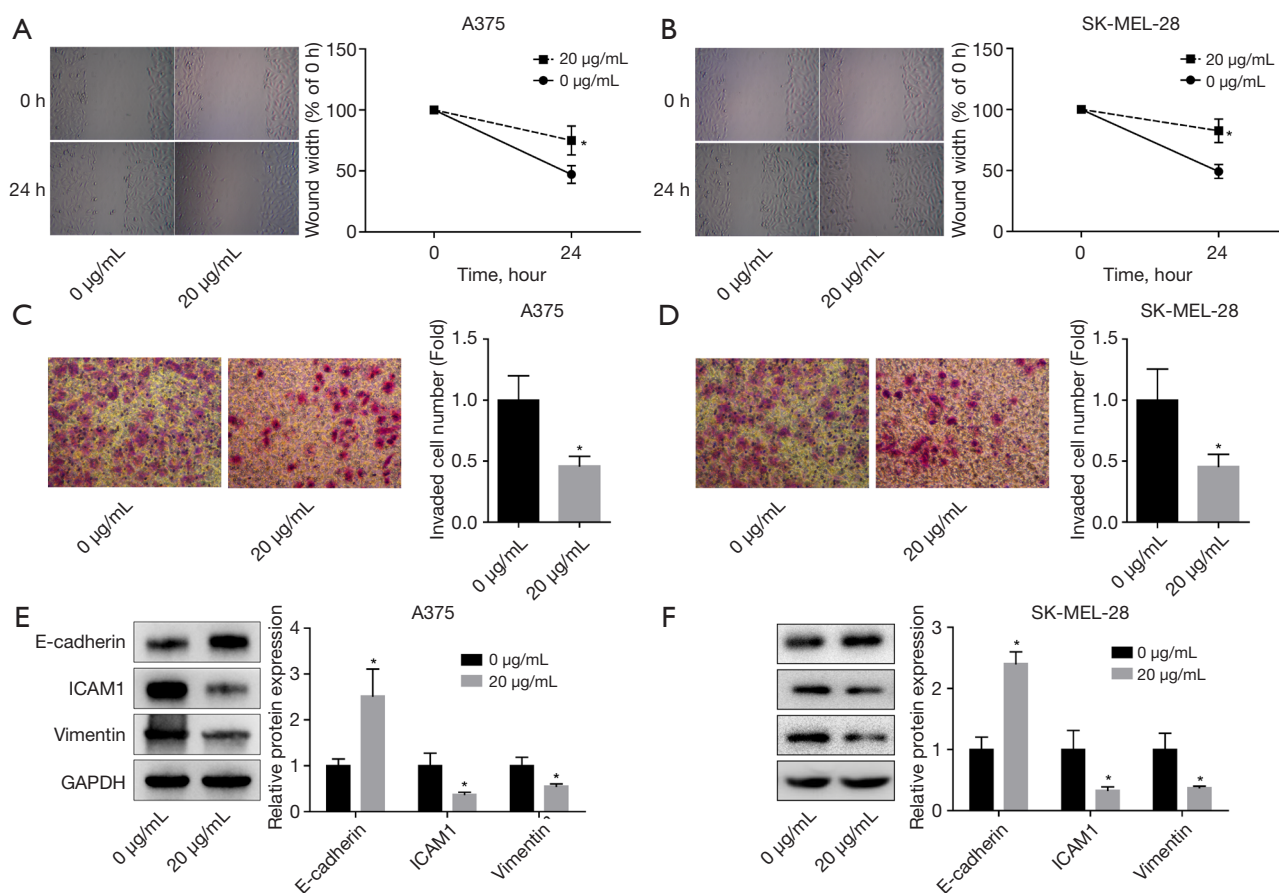 A
A375
0 h
24 h
0 µg/mL
20 µg/mL
Wound width (% of 0 h)
150
100
50
0
20 µg/mL
0 µg/mL
*
0
24
Time, hour
B
SK-MEL-28
0 h
24 h
0 µg/mL
20 µg/mL
Wound width (% of 0 h)
150
100
50
0
20 µg/mL
0 µg/mL
*
0
24
Time, hour
C
A375
0 µg/mL
20 µg/mL
Invaded cell number (Fold)
1.5
1.0
0.5
0.0
*
0 µg/mL
20 µg/mL
D
SK-MEL-28
0 µg/mL
20 µg/mL
Invaded cell number (Fold)
1.5
1.0
0.5
0.0
*
0 µg/mL
20 µg/mL
E
A375
E-cadherin
ICAM1
Vimentin
GAPDH
0 µg/mL
20 µg/mL
Relative protein expression
4
3
2
1
0
0 µg/mL
20 µg/mL
*
*
*
E-cadherin
ICAM1
Vimentin
F
SK-MEL-28
0 µg/mL
20 µg/mL
Relative protein expression
3
2
1
0
0 µg/mL
20 µg/mL
*
*
*
E-cadherin
ICAM1
Vimentin